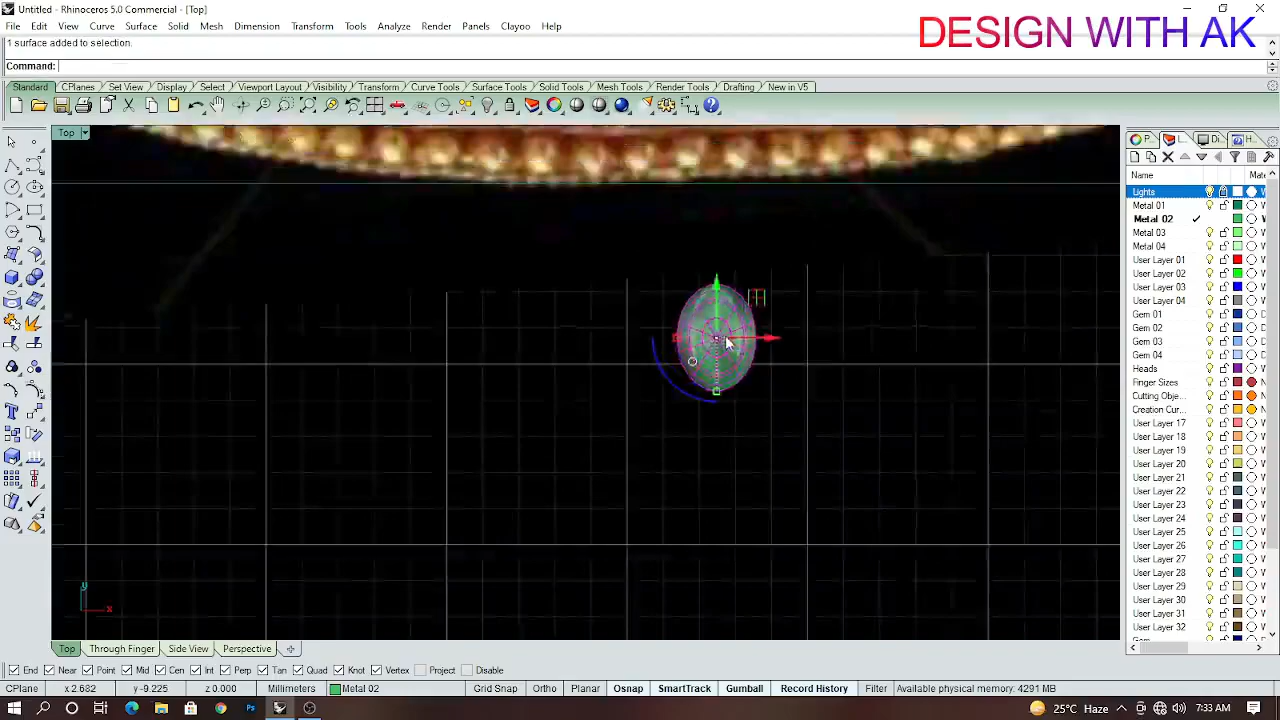 Untitled - Rhinoceros 5.0 Commercial - [Top]
DESIGN WITH AK
File Edit View Curve Surface Solid Mesh Dimension Transform Tools Analyze Render Panels Clayoo Help
1 surface added to selection.
Command:
Standard CPlanes Set View Display Select Viewport Layout Visibility Transform Curve Tools Surface Tools Solid Tools Mesh Tools Render Tools Drafting New in V5
Top
P... L... Di... H...
Name Mate
Lights
Metal 01
Metal 02
Metal 03
Metal 04
User Layer 01
User Layer 02
User Layer 03
User Layer 04
Gem 01
Gem 02
Gem 03
Gem 04
Heads
Finger Sizes
Cutting Obje...
Creation Cur...
User Layer 17
User Layer 18
User Layer 19
User Layer 20
User Layer 21
User Layer 22
User Layer 23
User Layer 24
User Layer 25
User Layer 26
User Layer 27
User Layer 28
User Layer 29
User Layer 30
User Layer 31
User Layer 32
y
x
Top Through Finger Side View Perspective
End Near Point Mid Cen Int Perp Tan Quad Knot Vertex Project Disable
CPlane x 2.682 y -9.225 z 0.000 Millimeters Metal 02 Grid Snap Ortho Planar Osnap SmartTrack Gumball Record History Filter Available physical memory: 4291 MB
25°C Haze 7:33 AM